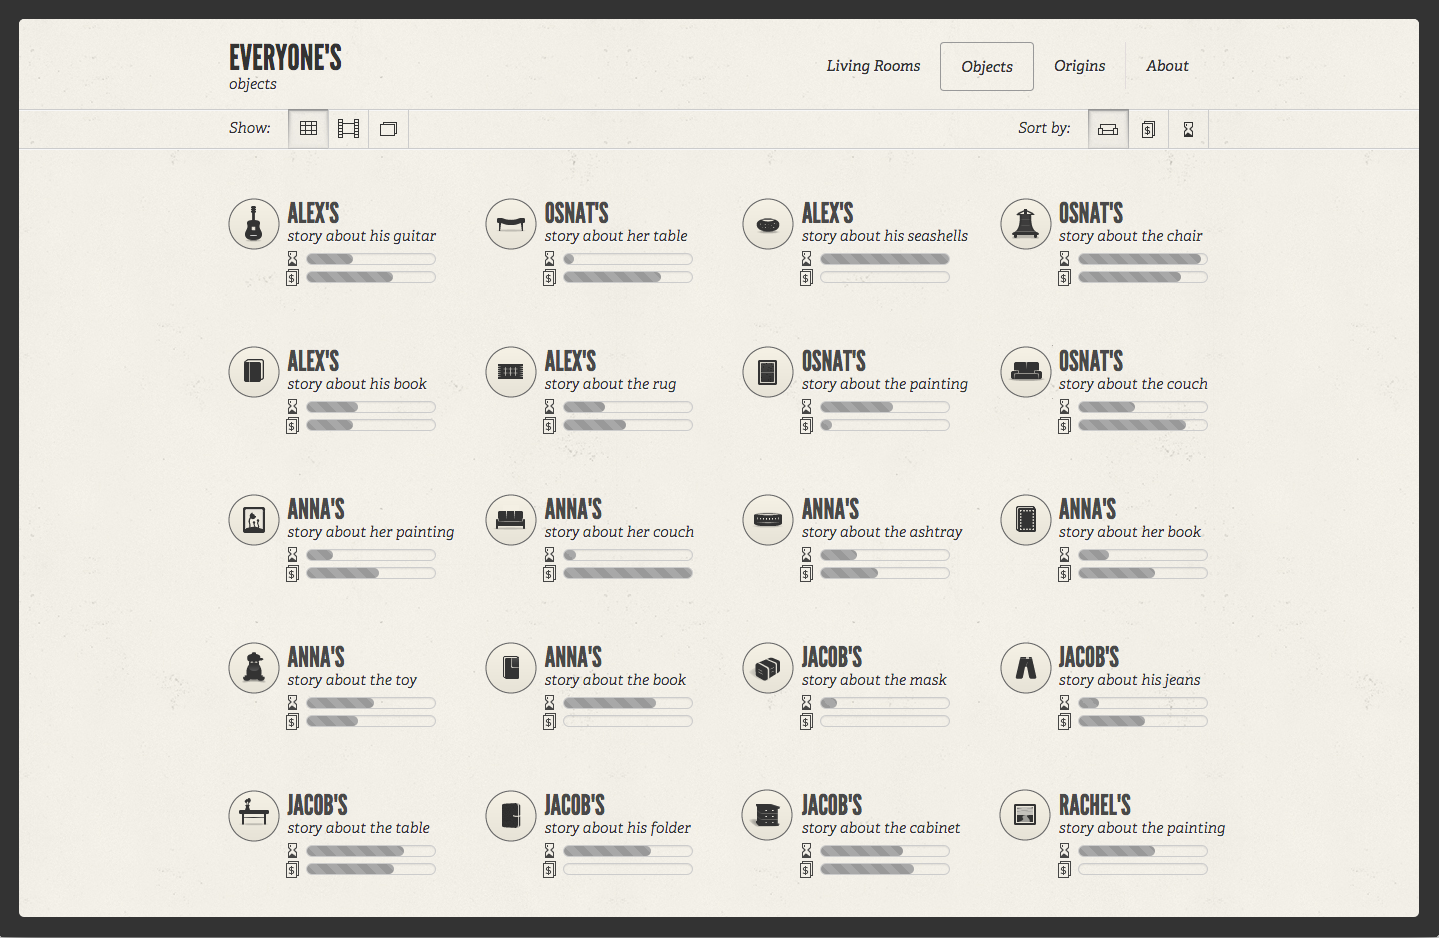 EVERYONE'S
objects
Living Rooms
Objects
Origins
About
Show:
Sort by:
$
ALEX'S
story about his guitar
$
OSNAT'S
story about her table
$
ALEX'S
story about his seashells
$
OSNAT'S
story about the chair
$
ALEX'S
story about his book
$
ALEX'S
story about the rug
$
OSNAT'S
story about the painting
$
OSNAT'S
story about the couch
$
ANNA'S
story about her painting
$
ANNA'S
story about her couch
$
ANNA'S
story about the ashtray
$
ANNA'S
story about her book
$
ANNA'S
story about the toy
$
ANNA'S
story about the book
$
JACOB'S
story about the mask
$
JACOB'S
story about his jeans
$
JACOB'S
story about the table
$
JACOB'S
story about his folder
$
JACOB'S
story about the cabinet
$
RACHEL'S
story about the painting
$